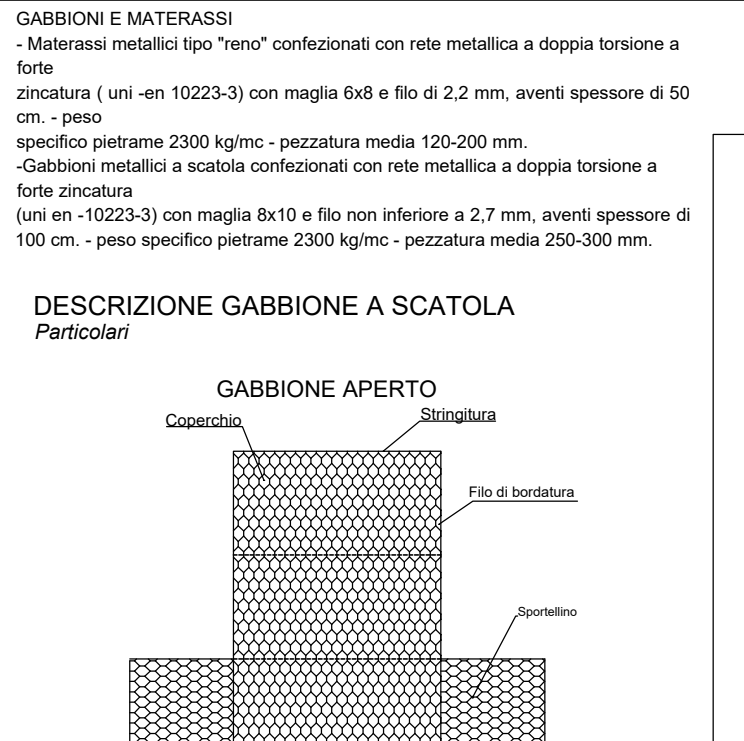 GABBIONI E MATERASSI
- Materassi metallici tipo "reno" confezionati con rete metallica a doppia torsione a
forte
zincatura ( uni -en 10223-3) con maglia 6x8 e filo di 2,2 mm, aventi spessore di 50
cm. - peso
specifico pietrame 2300 kg/mc - pezzatura media 120-200 mm.
-Gabbioni metallici a scatola confezionati con rete metallica a doppia torsione a
forte zincatura
(uni en -10223-3) con maglia 8x10 e filo non inferiore a 2,7 mm, aventi spessore di
100 cm. - peso specifico pietrame 2300 kg/mc - pezzatura media 250-300 mm.
DESCRIZIONE GABBIONE A SCATOLA
Particolari
GABBIONE APERTO
Coperchio
Stringitura
Filo di bordatura
Sportellino